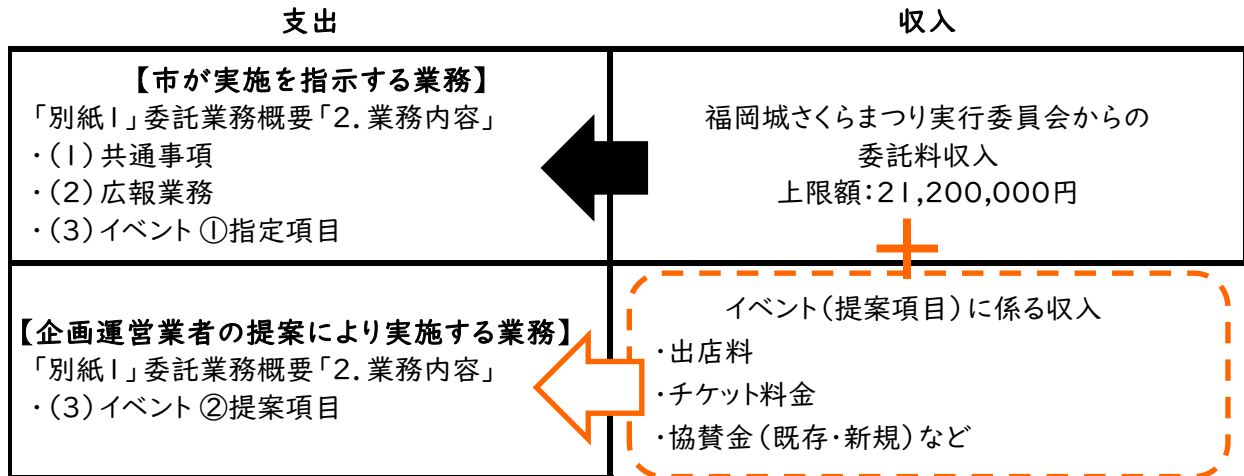 支出
収入
【市が実施を指示する業務】
「別紙1」委託業務概要「2.業務内容」
・(1)共通事項
・(2)広報業務
・(3)イベント ①指定項目
福岡城さくらまつり実行委員会からの
委託料収入
上限額:21,200,000円
【企画運営業者の提案により実施する業務】
「別紙1」委託業務概要「2.業務内容」
・(3)イベント ②提案項目
イベント(提案項目)に係る収入
・出店料
・チケット料金
・協賛金(既存・新規)など